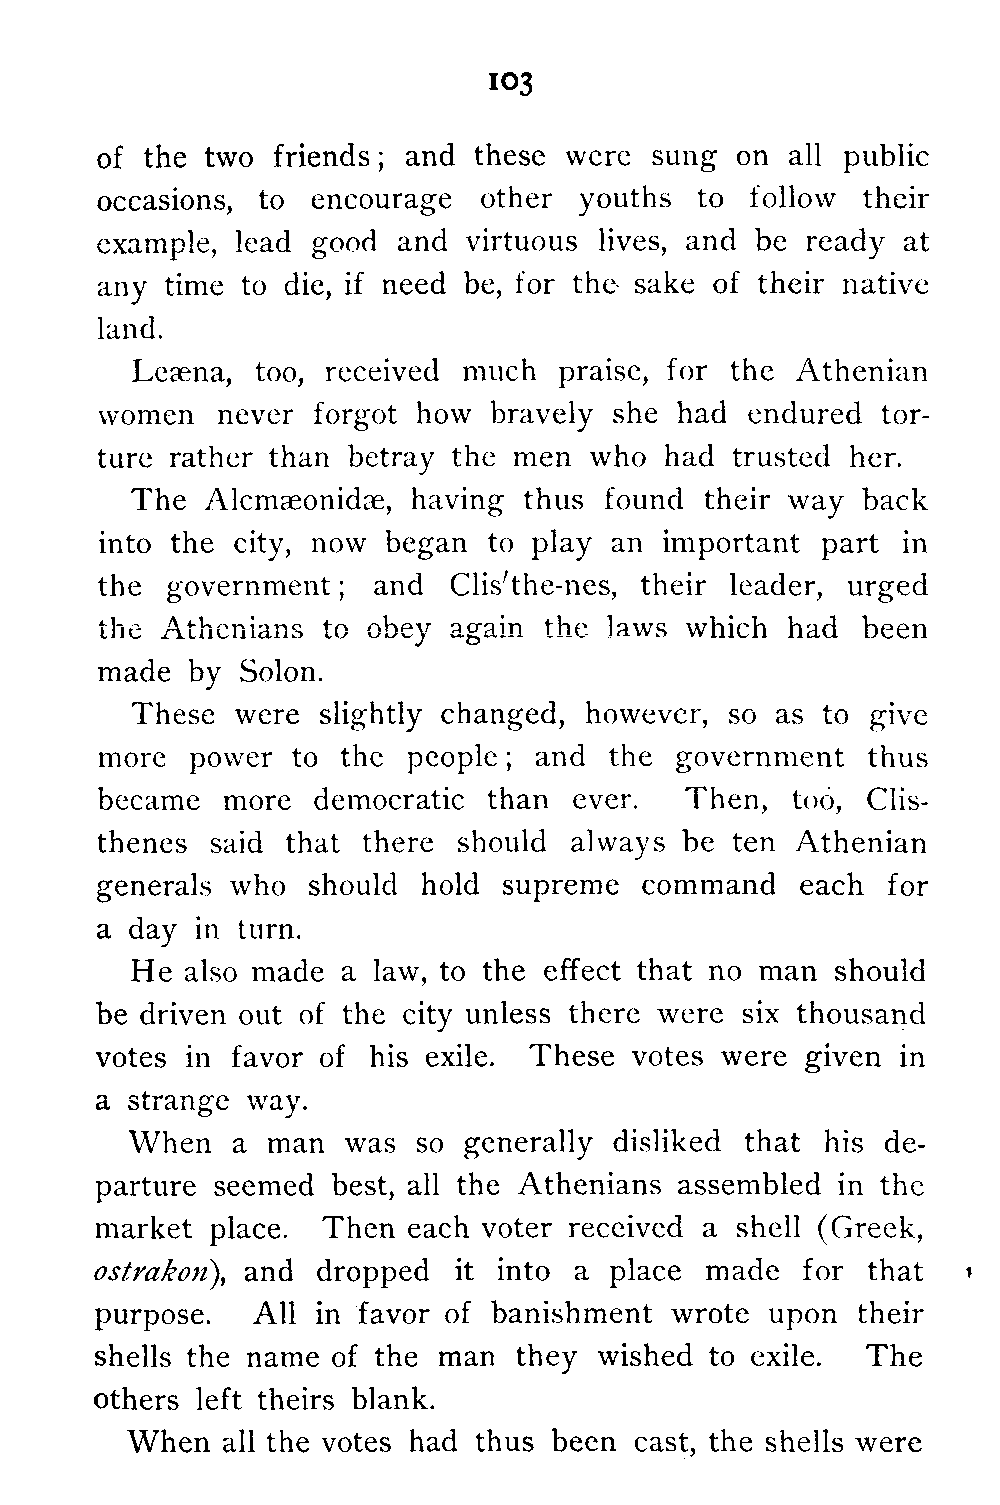 103
of the two friends; and these were sung on all public
occasions, to encourage other youths to follow their
example, lead good and virtuous lives, and be ready at
any time to die, if need be, for the sake of their native
land.
Leæna, too, received much praise, for the Athenian
women never forgot how bravely she had endured tor-
ture rather than betray the men who had trusted her.
The Alcmæonidæ, having thus found their way back
into the city, now began to play an important part in
the government; and Clis′the-nes, their leader, urged
the Athenians to obey again the laws which had been
made by Solon.
These were slightly changed, however, so as to give
more power to the people; and the government thus
became more democratic than ever. Then, too, Clis-
thenes said that there should always be ten Athenian
generals who should hold supreme command each for
a day in turn.
He also made a law, to the effect that no man should
be driven out of the city unless there were six thousand
votes in favor of his exile. These votes were given in
a strange way.
When a man was so generally disliked that his de-
parture seemed best, all the Athenians assembled in the
market place. Then each voter received a shell (Greek,
ostrakon), and dropped it into a place made for that
purpose. All in favor of banishment wrote upon their
shells the name of the man they wished to exile. The
others left theirs blank.
When all the votes had thus been cast, the shells were